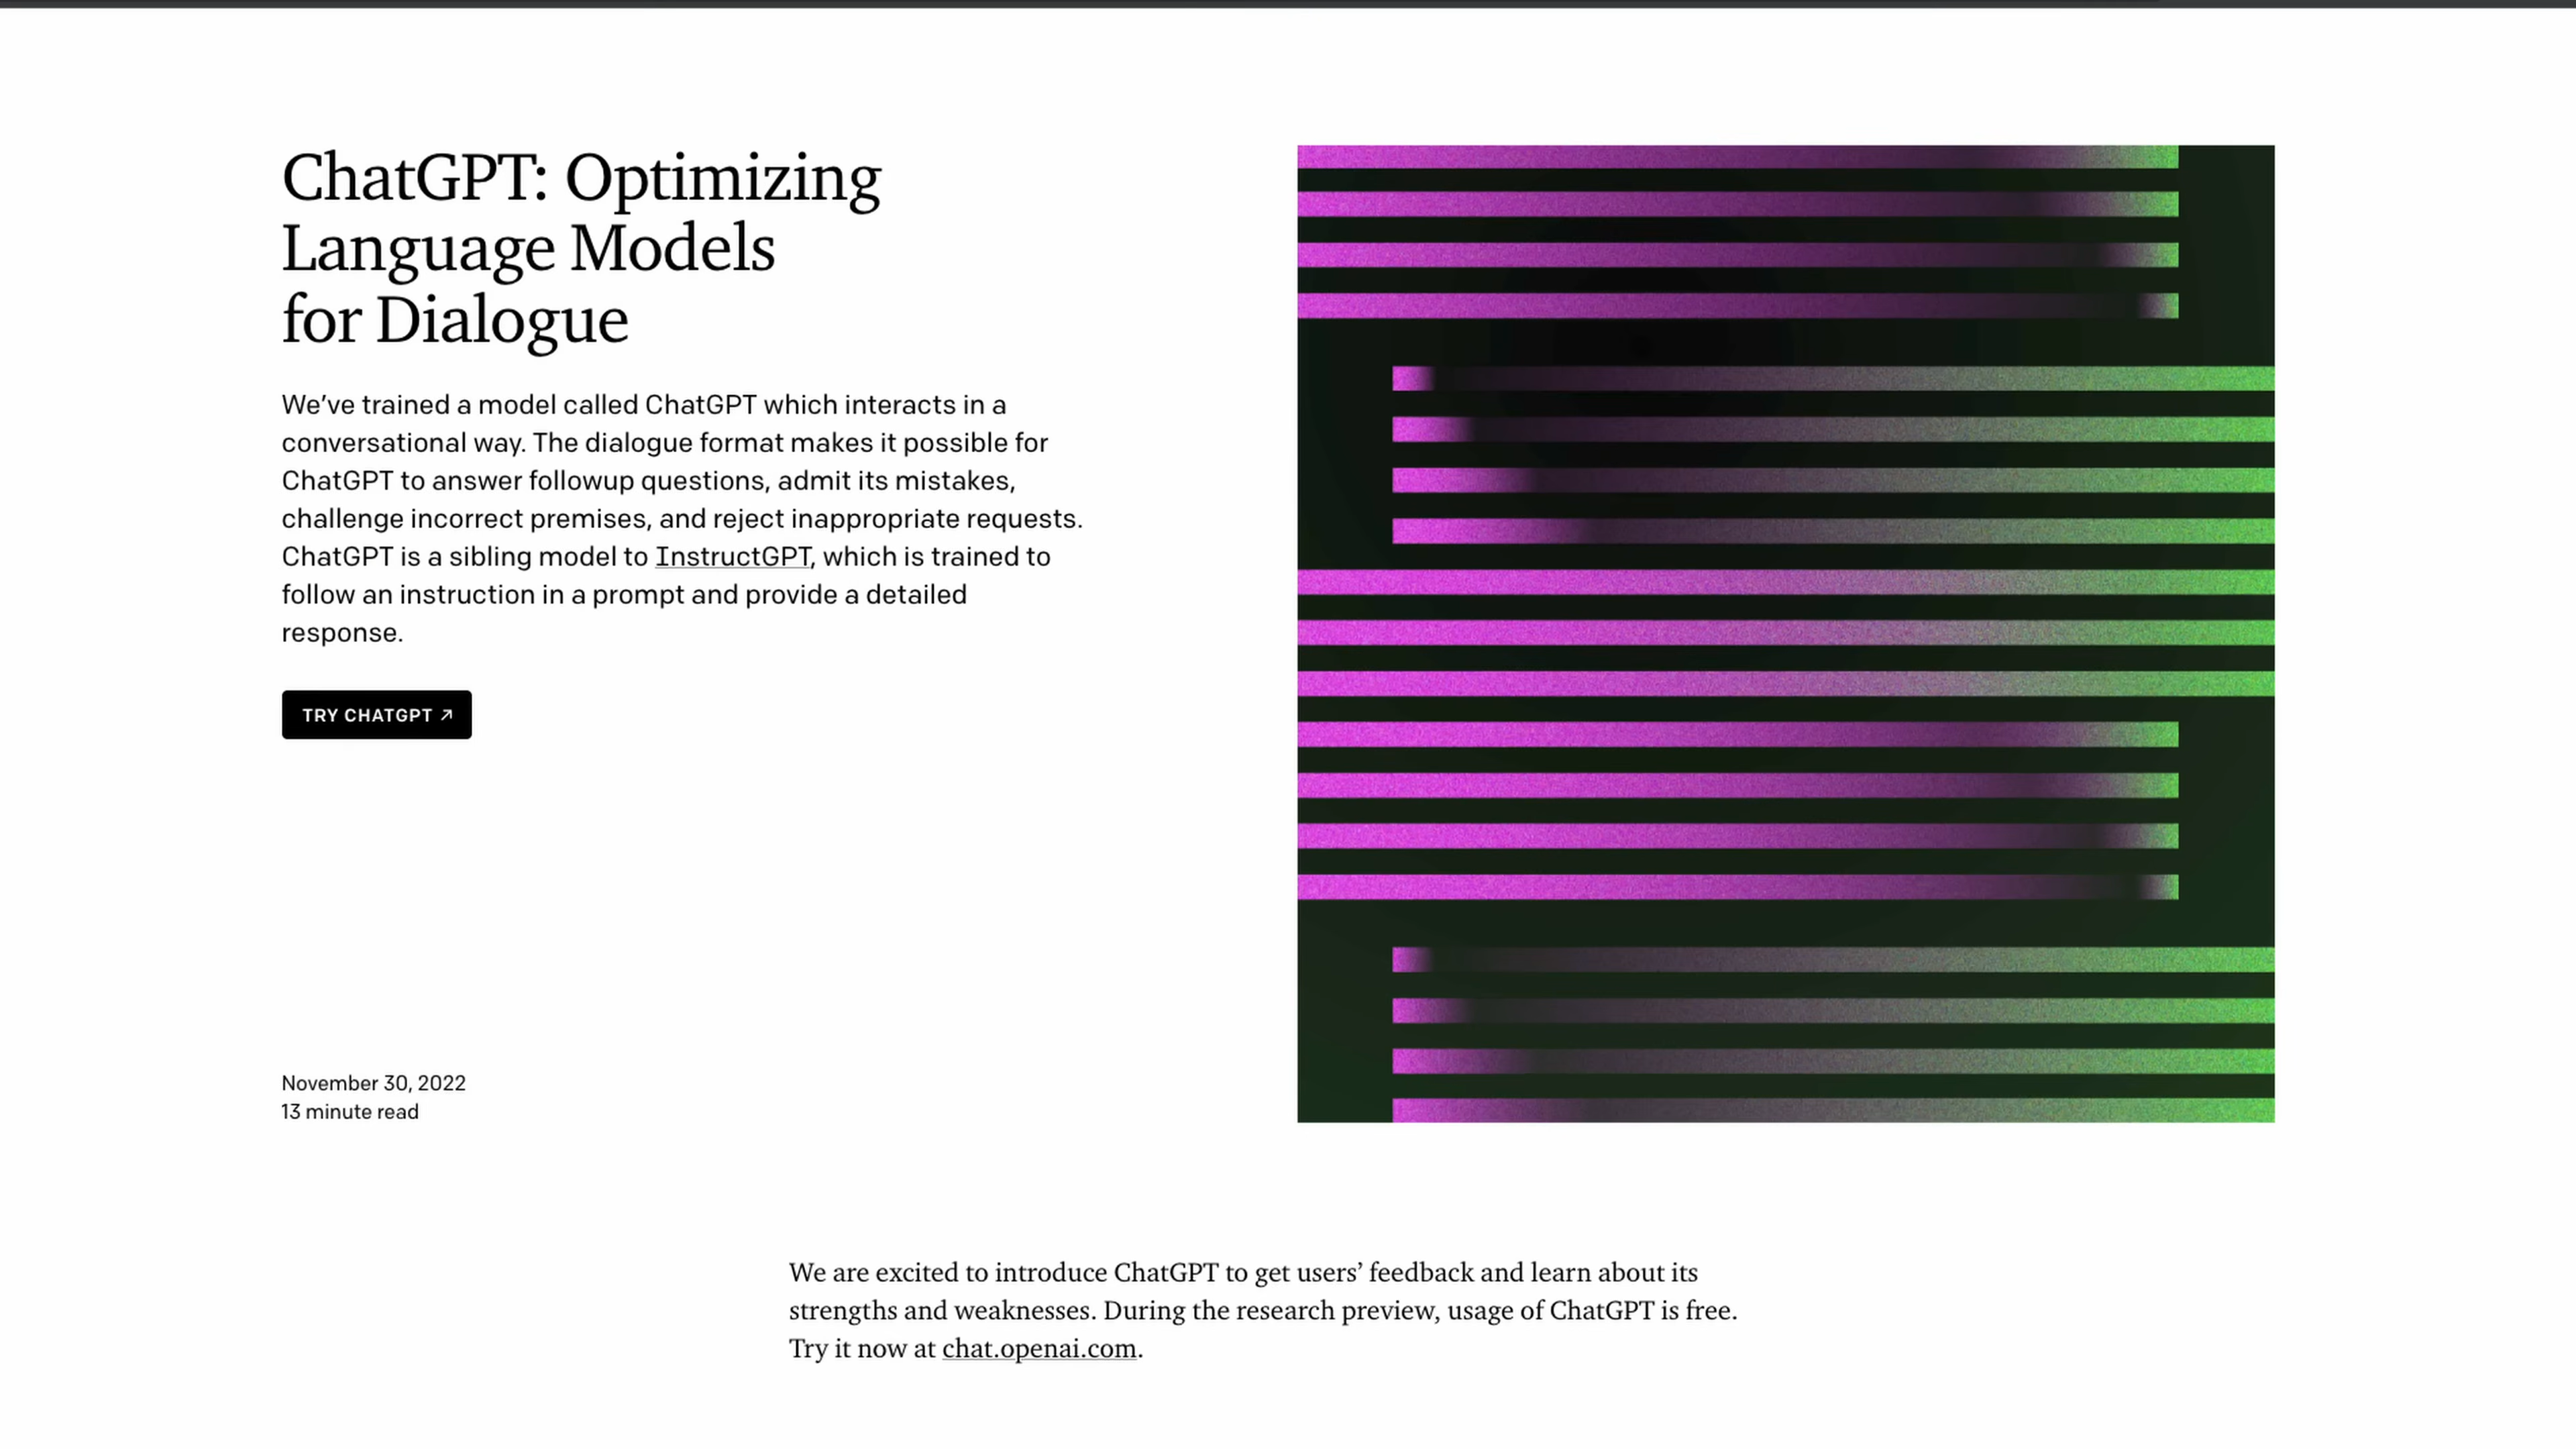 ChatGPT: Optimizing
Language Models
for Dialogue
We’ve trained a model called ChatGPT which interacts in a
conversational way. The dialogue format makes it possible for
ChatGPT to answer followup questions, admit its mistakes,
challenge incorrect premises, and reject inappropriate requests.
ChatGPT is a sibling model to InstructGPT, which is trained to
follow an instruction in a prompt and provide a detailed
response.
TRY CHATGPT ↗
November 30, 2022
13 minute read
We are excited to introduce ChatGPT to get users’ feedback and learn about its
strengths and weaknesses. During the research preview, usage of ChatGPT is free.
Try it now at chat.openai.com.